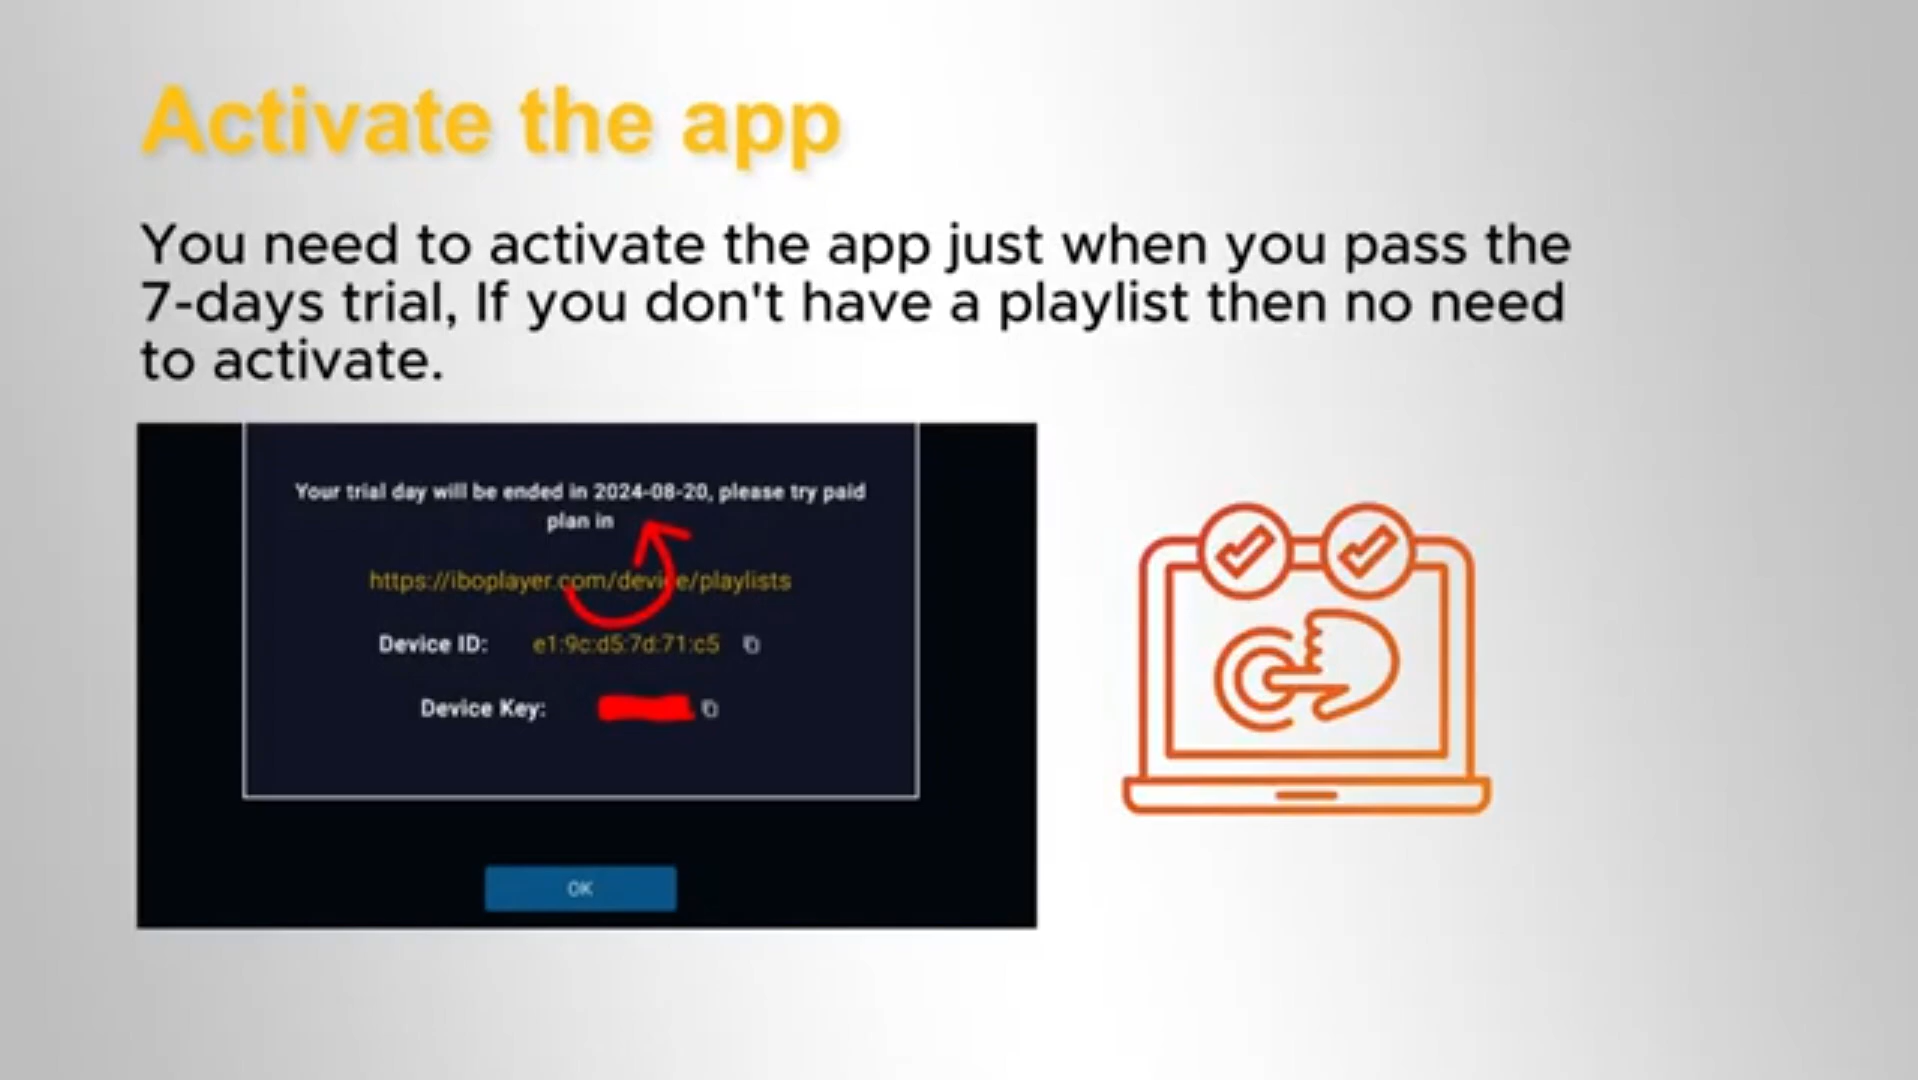 Activate the app
You need to activate the app just when you pass the
7-days trial, If you don't have a playlist then no need
to activate.
Your trial day will be ended in 2024-08-20, please try paid
plan in
https://iboplayer.com/device/playlists
Device ID: e1:9c:d5:7d:71:c5
Device Key:
OK